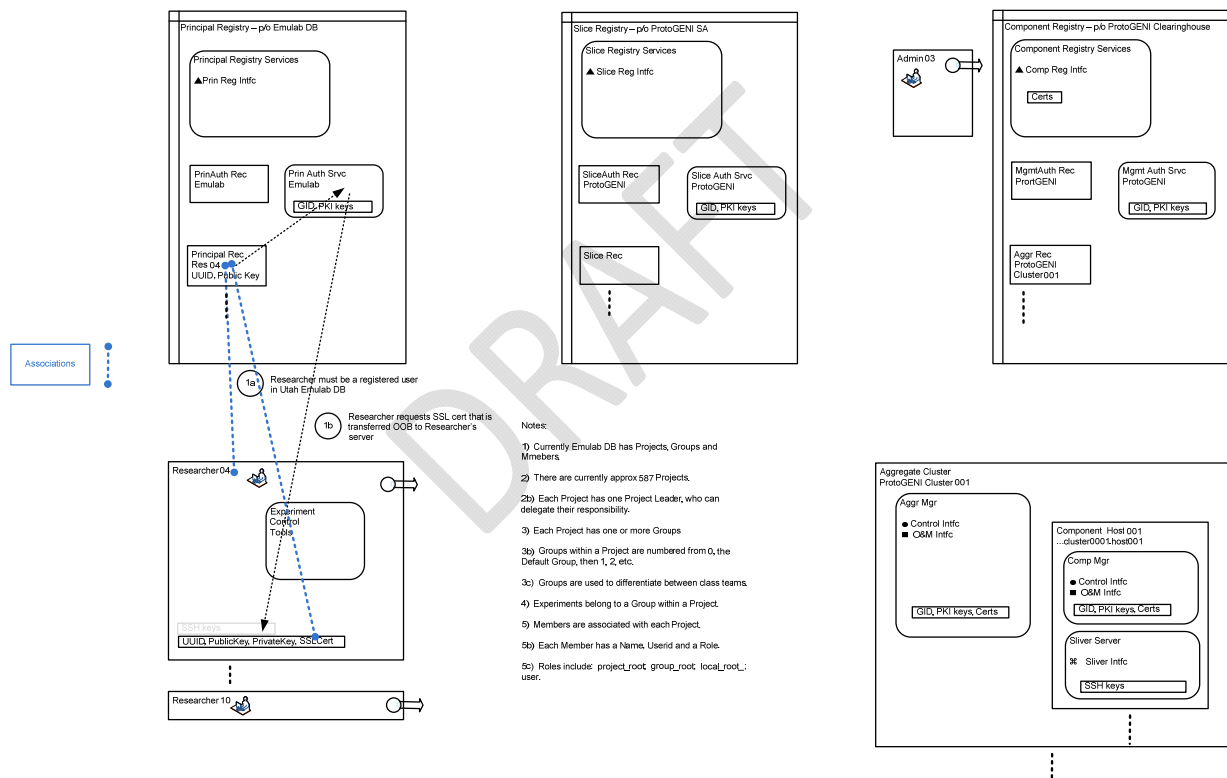 Principal Registry – p/o Emulab DB
Principal Registry Services
Prin Reg Intfc
PrinAuth Rec
Emulab
Prin Auth Srvc
Emulab
GID, PKI keys
Principal Rec
Res 04
UUID, Public Key
Slice Registry – p/o ProtoGENI SA
Slice Registry Services
Slice Reg Intfc
SliceAuth Rec
ProtoGENI
Slice Auth Srvc
ProtoGENI
GID, PKI keys
Slice Rec
Admin 03
Component Registry – p/o ProtoGENI Clearinghouse
Component Registry Services
Comp Reg Intfc
Certs
MgmtAuth Rec
PrortGENI
Mgmt Auth Srvc
ProtoGENI
GID, PKI keys
Aggr Rec
ProtoGENI
Cluster001
DRAFT
Associations
1a
Researcher must be a registered user
in Utah Emulab DB
1b
Researcher requests SSL cert that is
transferred OOB to Researcher's
server
Researcher 04
Experiment
Control
Tools
SSH keys
UUID, PublicKey, PrivateKey, SSLCert
Researcher 10
Notes:
1) Currently Emulab DB has Projects, Groups and
Mmebers.
2) There are currently approx 587 Projects.
2b) Each Project has one Project Leader, who can
delegate their responsibility.
3) Each Project has one or more Groups
3b) Groups within a Project are numbered from 0, the
Default Group, then 1, 2, etc.
3c) Groups are used to differentiate between class teams.
4) Experiments belong to a Group within a Project.
5) Members are associated with each Project.
5b) Each Member has a Name, Userid and a Role.
5c) Roles include: project_root; group_root; local_root_;
user.
Aggregate Cluster
ProtoGENI Cluster 001
Aggr Mgr
Control Intfc
O&M Intfc
GID, PKI keys, Certs
Component Host 001
...cluster0001.host001
Comp Mgr
Control Intfc
O&M Intfc
GID, PKI keys, Certs
Sliver Server
⌘ Sliver Intfc
SSH keys